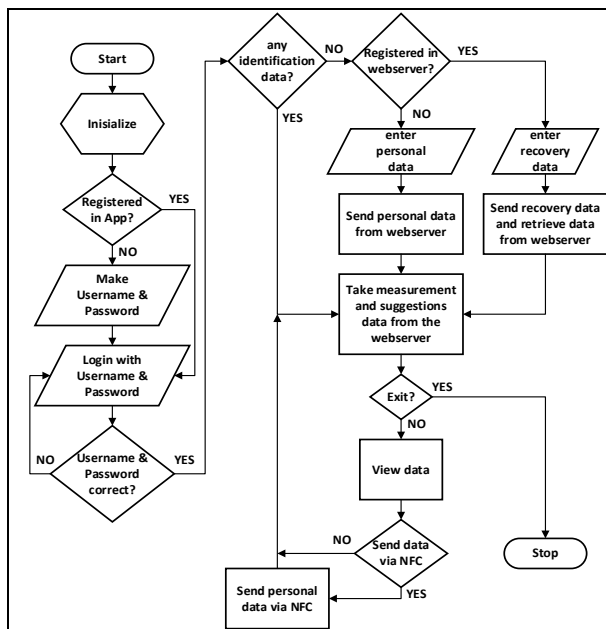 Start
Inisialize
Registered
in App?
YES
NO
Make
Username &
Password
Login with
Username &
Password
Username &
Password
correct?
NO
YES
any
identification
data?
NO
YES
Registered in
webserver?
YES
NO
enter
personal
data
enter
recovery
data
Send personal data
from webserver
Send recovery data
and retrieve data
from webserver
Take measurement
and suggestions
data from the
webserver
Exit?
YES
NO
View data
Send data
via NFC
NO
YES
Send personal
data via NFC
Stop